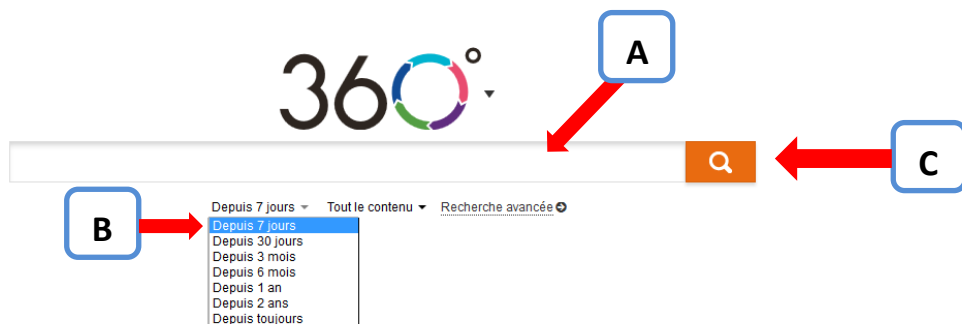 A
360°
C
B
Depuis 7 jours Tout le contenu Recherche avancée
Depuis 7 jours
Depuis 30 jours
Depuis 3 mois
Depuis 6 mois
Depuis 1 an
Depuis 2 ans
Depuis toujours